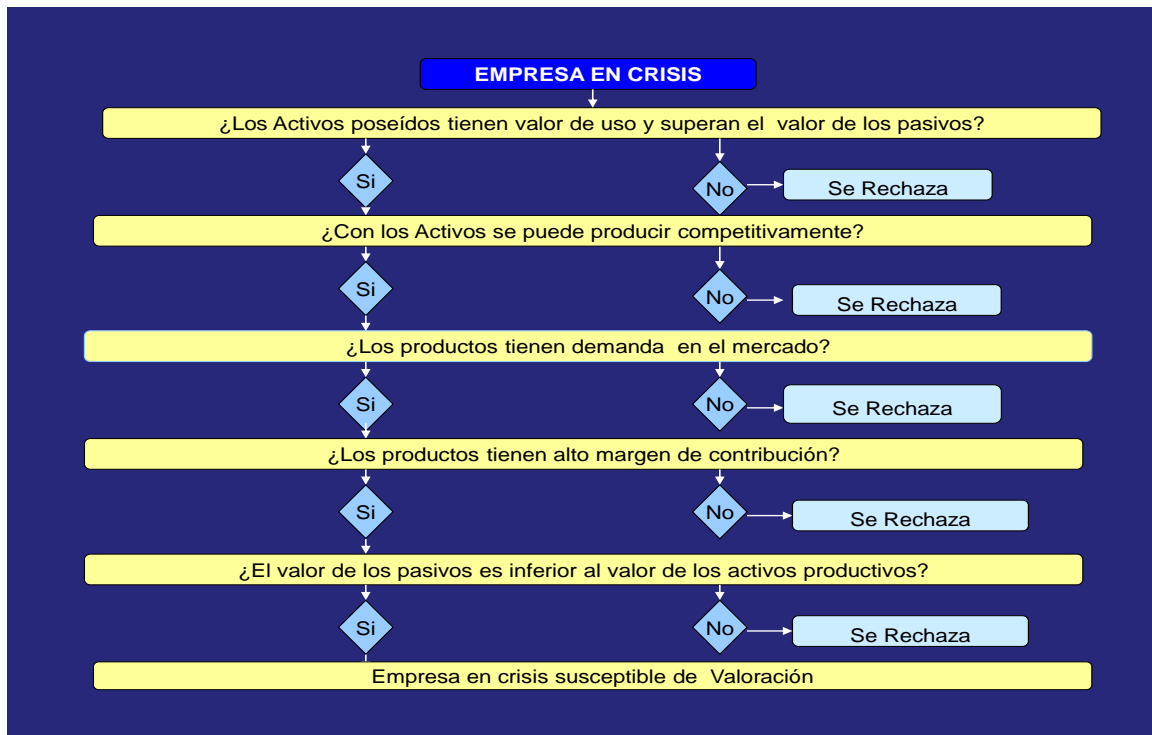 EMPRESA EN CRISIS
¿Los Activos poseídos tienen valor de uso y superan el valor de los pasivos?
Si
No
Se Rechaza
¿Con los Activos se puede producir competitivamente?
Si
No
Se Rechaza
¿Los productos tienen demanda en el mercado?
Si
No
Se Rechaza
¿Los productos tienen alto margen de contribución?
Si
No
Se Rechaza
¿El valor de los pasivos es inferior al valor de los activos productivos?
Si
No
Se Rechaza
Empresa en crisis susceptible de Valoración